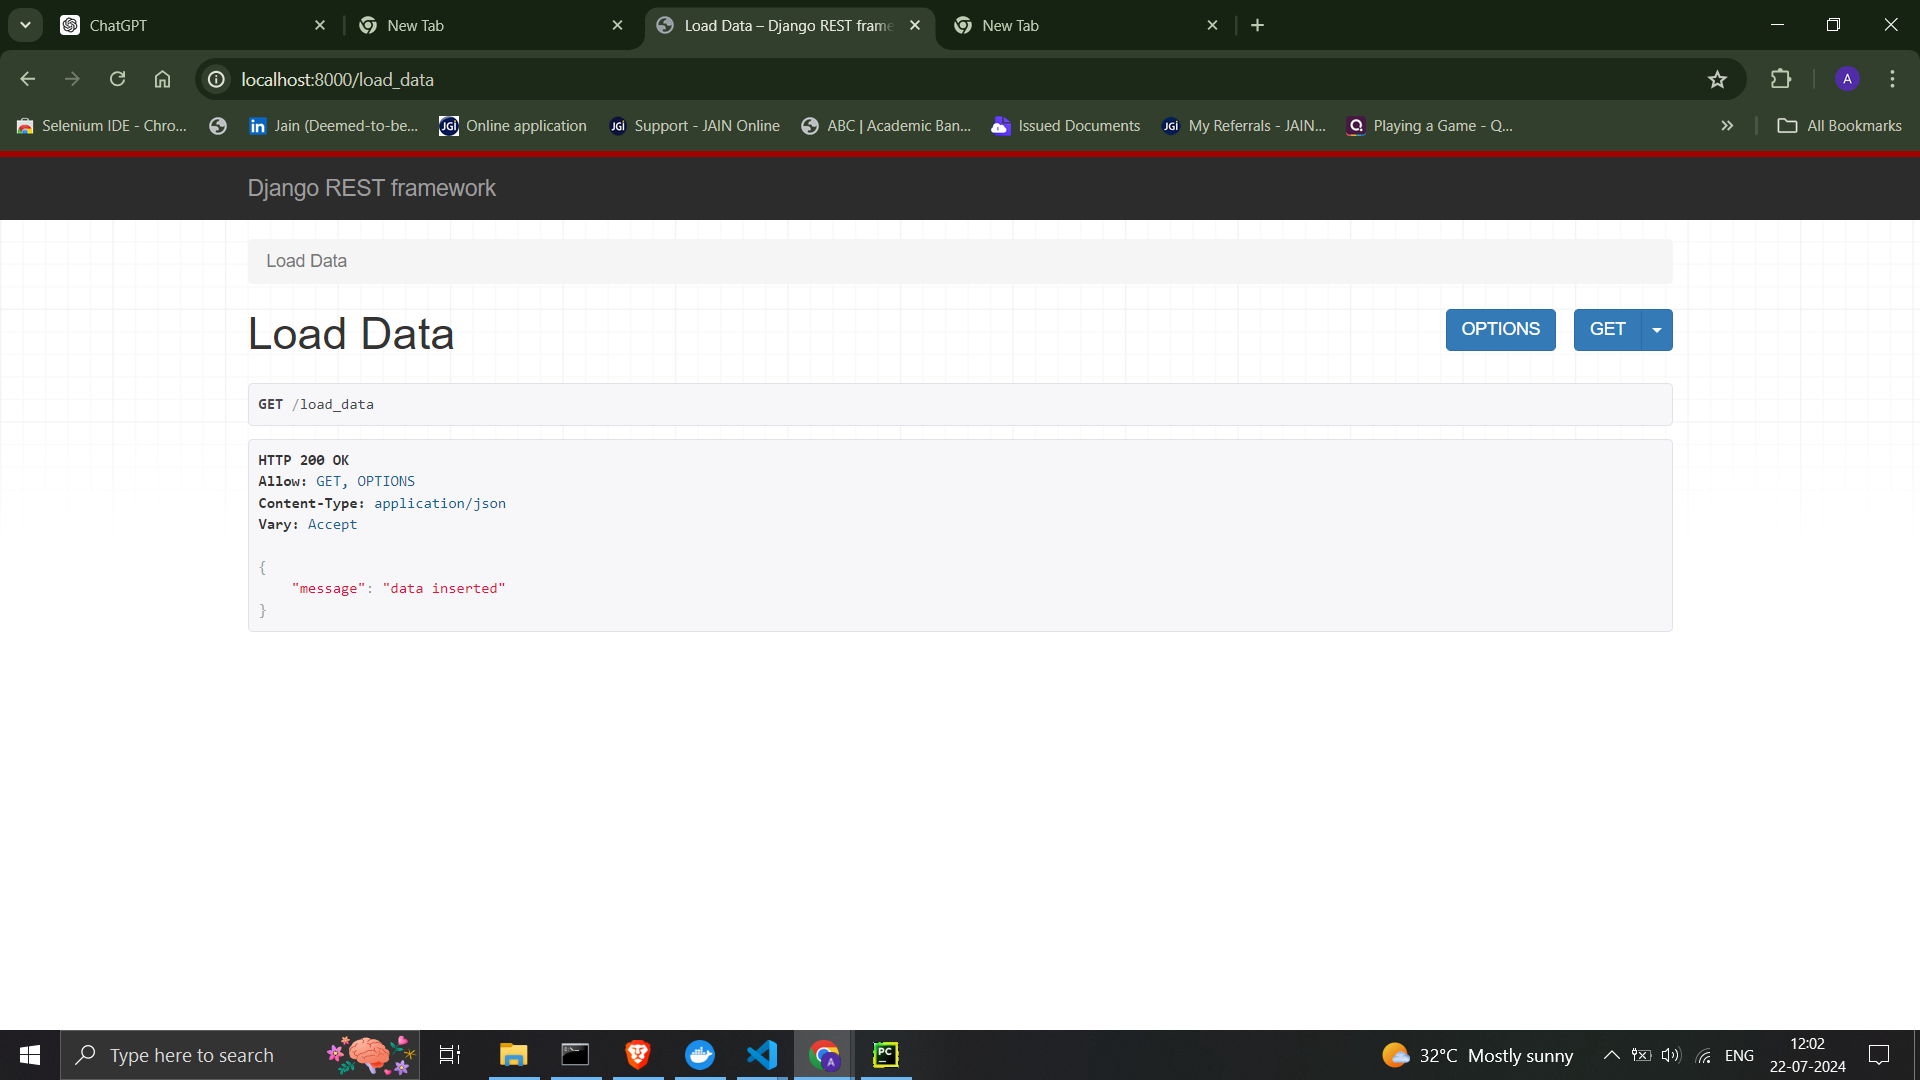 ChatGPT
New Tab
Load Data – Django REST frame
New Tab
localhost:8000/load_data
A
Selenium IDE - Chro...
Jain (Deemed-to-be...
JGi
Online application
JGi
Support - JAIN Online
ABC | Academic Ban...
Issued Documents
JGi
My Referrals - JAIN...
Playing a Game - Q...
All Bookmarks
Django REST framework
Load Data
Load Data
OPTIONS
GET
GET /load_data
HTTP 200 OK
Allow: GET, OPTIONS
Content-Type: application/json
Vary: Accept
{
"message": "data inserted"
}
Type here to search
PC
32°C Mostly sunny
ENG
12:02
22-07-2024